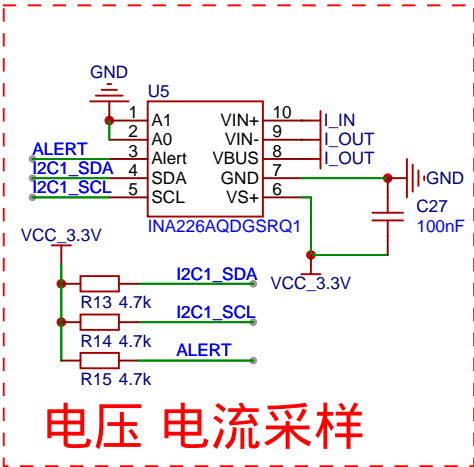 GND
U5
1 A1 VIN+ 10 I_IN
2 A0 VIN- 9 I_OUT
ALERT 3 Alert VBUS 8 I_OUT
I2C1_SDA 4 SDA GND 7 GND
I2C1_SCL 5 SCL VS+ 6
C27
100nF
INA226AQDGSRQ1
VCC_3.3V
VCC_3.3V
I2C1_SDA
R13 4.7k
I2C1_SCL
R14 4.7k
ALERT
R15 4.7k
电压 电流采样